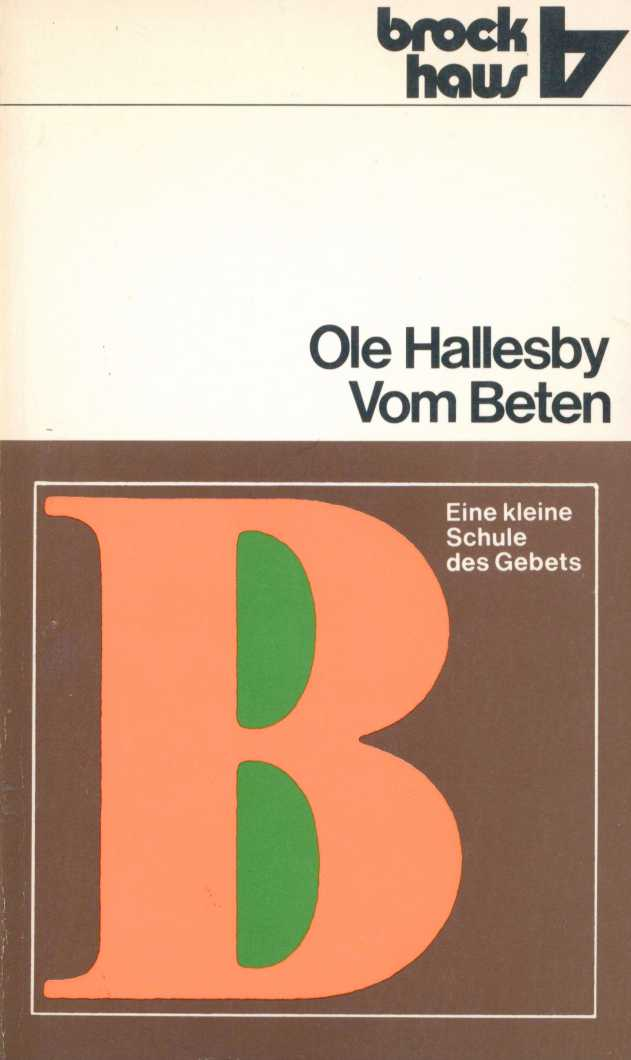 brock
haus
Ole Hallesby
Vom Beten
Eine kleine
Schule
des Gebets
B